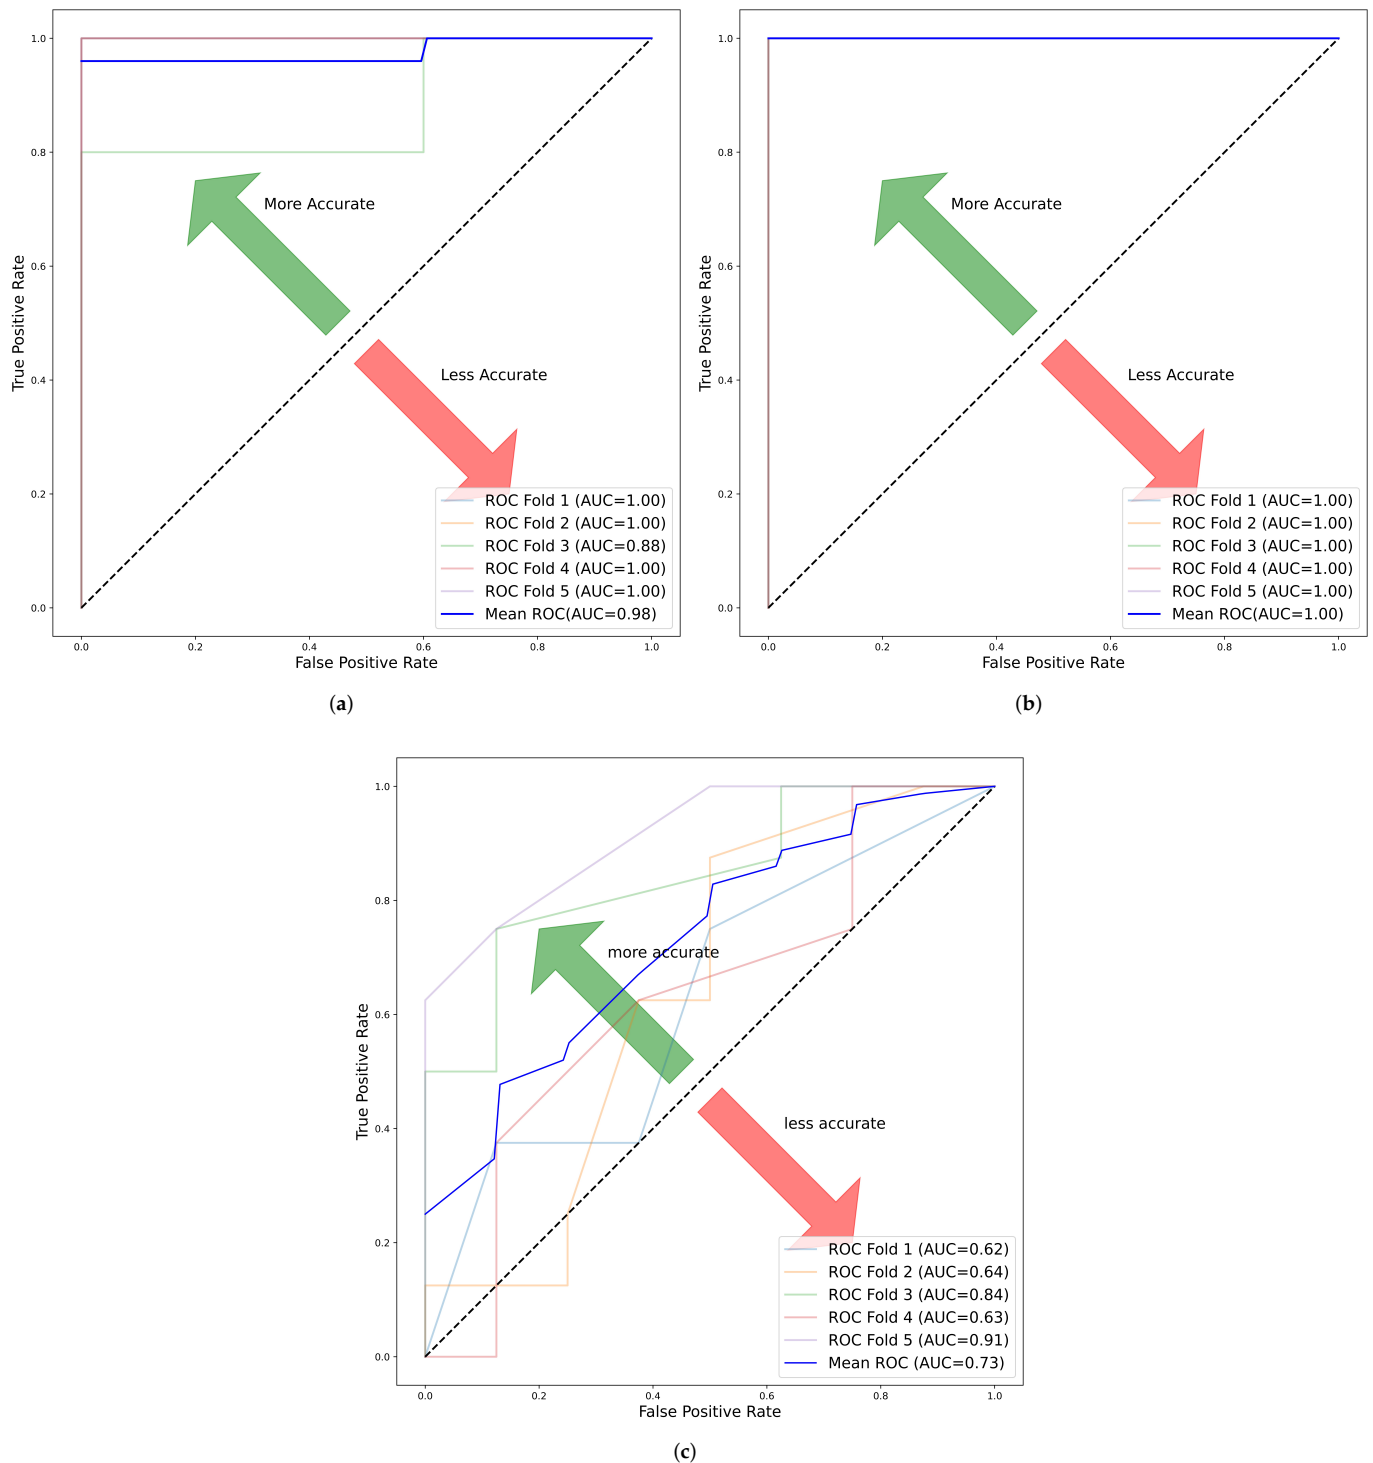 1.0
0.8
0.6
0.4
0.2
0.0
True Positive Rate
More Accurate
Less Accurate
ROC Fold 1 (AUC=1.00)
ROC Fold 2 (AUC=1.00)
ROC Fold 3 (AUC=0.88)
ROC Fold 4 (AUC=1.00)
ROC Fold 5 (AUC=1.00)
Mean ROC(AUC=0.98)
0.0 0.2 0.4 0.6 0.8 1.0
False Positive Rate
(a)
1.0
0.8
0.6
0.4
0.2
0.0
True Positive Rate
More Accurate
Less Accurate
ROC Fold 1 (AUC=1.00)
ROC Fold 2 (AUC=1.00)
ROC Fold 3 (AUC=1.00)
ROC Fold 4 (AUC=1.00)
ROC Fold 5 (AUC=1.00)
Mean ROC(AUC=1.00)
0.0 0.2 0.4 0.6 0.8 1.0
False Positive Rate
(b)
1.0
0.8
0.6
0.4
0.2
0.0
True Positive Rate
more accurate
less accurate
ROC Fold 1 (AUC=0.62)
ROC Fold 2 (AUC=0.64)
ROC Fold 3 (AUC=0.84)
ROC Fold 4 (AUC=0.63)
ROC Fold 5 (AUC=0.91)
Mean ROC (AUC=0.73)
0.0 0.2 0.4 0.6 0.8 1.0
False Positive Rate
(c)